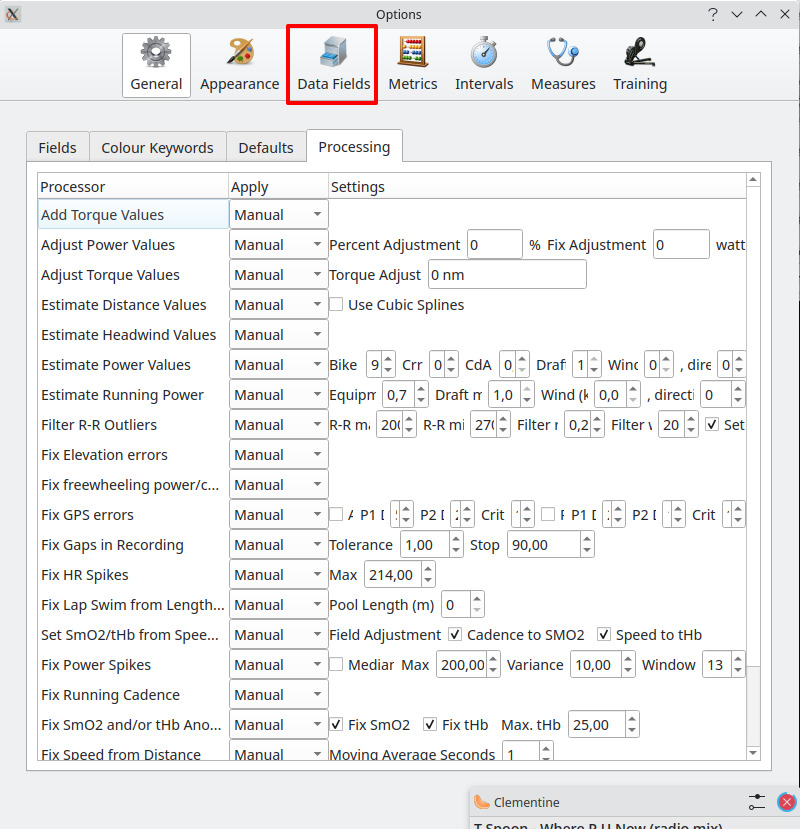 Options
General Appearance Data Fields Metrics Intervals Measures Training
Fields Colour Keywords Defaults Processing
Processor Apply Settings
Add Torque Values Manual
Adjust Power Values Manual Percent Adjustment 0 % Fix Adjustment 0 watt
Adjust Torque Values Manual Torque Adjust 0 nm
Estimate Distance Values Manual Use Cubic Splines
Estimate Headwind Values Manual
Estimate Power Values Manual Bike 9 Crr 0 CdA 0 Draf 1 Wind 0 , dire 0
Estimate Running Power Manual Equipm 0,7 Draft m 1,0 Wind (k 0,0 , directi 0
Filter R-R Outliers Manual R-R ma 200 R-R mi 270 Filter r 0,2 Filter w 20 Set
Fix Elevation errors Manual
Fix freewheeling power/c... Manual
Fix GPS errors Manual P1 D P2 D Crit P1 D P2 D Crit
Fix Gaps in Recording Manual Tolerance 1,00 Stop 90,00
Fix HR Spikes Manual Max 214,00
Fix Lap Swim from Length... Manual Pool Length (m) 0
Set SmO2/tHb from Spee... Manual Field Adjustment Cadence to SMO2 Speed to tHb
Fix Power Spikes Manual Median Max 200,00 Variance 10,00 Window 13
Fix Running Cadence Manual
Fix SmO2 and/or tHb Ano... Manual Fix SmO2 Fix tHb Max. tHb 25,00
Fix Speed from Distance Manual Moving Average Seconds 1
Clementine
T-Spoon - Where R U Now (radio mix)